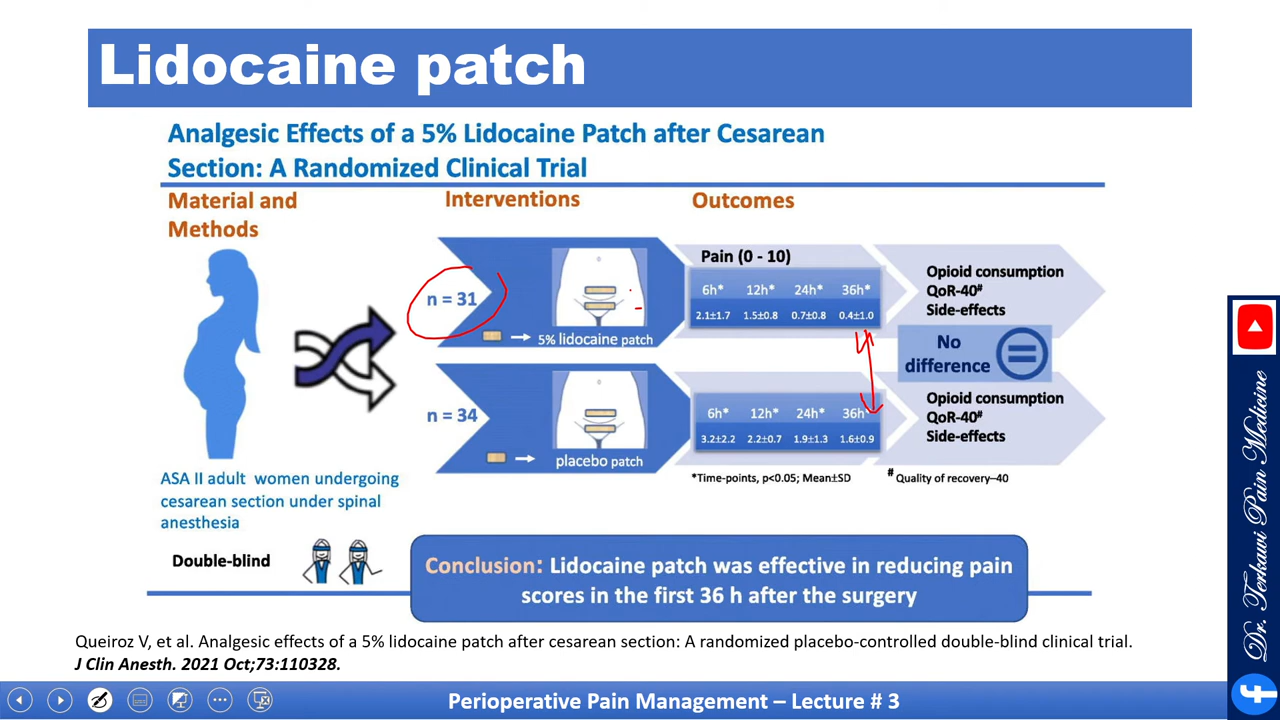 Lidocaine patch
Analgesic Effects of a 5% Lidocaine Patch after Cesarean
Section: A Randomized Clinical Trial
Material and
Methods
Interventions
Outcomes
n = 31
5% lidocaine patch
Pain (0 - 10)
6h* 12h* 24h* 36h*
2.1±1.7 1.5±0.8 0.7±0.8 0.4±1.0
Opioid consumption
QoR-40#
Side-effects
No
difference
n = 34
placebo patch
6h* 12h* 24h* 36h*
3.2±2.2 2.2±0.7 1.9±1.3 1.6±0.9
Opioid consumption
QoR-40#
Side-effects
*Time-points, p<0.05; Mean±SD
# Quality of recovery–40
ASA II adult women undergoing
cesarean section under spinal
anesthesia
Double-blind
Conclusion: Lidocaine patch was effective in reducing pain
scores in the first 36 h after the surgery
Queiroz V, et al. Analgesic effects of a 5% lidocaine patch after cesarean section: A randomized placebo-controlled double-blind clinical trial.
J Clin Anesth. 2021 Oct;73:110328.
Perioperative Pain Management – Lecture # 3
Dr. Terkawi Pain Medicine